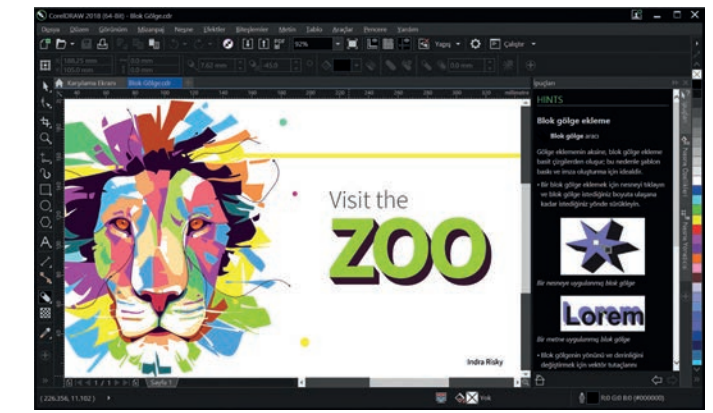 CorelDRAW 2018 (64-Bit) - Blok Gölge.cdr
Dosya Düzen Görünüm Mizanpaj Nesne Efektler Biteşlemler Metin Tablo Araçlar Pencere Yardım
92% Yapış Çalıştır
Karşılama Ekranı Blok Gölge.cdr
milimetre
HINTS
Blok gölge ekleme
Blok gölge aracı
Gölge eklemenin aksine, blok gölge ekleme
basit çizgilerden oluşur; bu nedenle şablon
baskı ve imza oluşturma için idealdir.
• Bir blok gölge eklemek için nesneyi tıklayın
ve blok gölge istediğiniz boyuta ulaşana
kadar istediğiniz yönde sürükleyin.
Bir nesneye uygulanmış blok gölge
Lorem
Bir metne uygulanmış blok gölge
• Blok gölgenin yönünü ve derinliğini
değiştirmek için vektör tutaçlarını
Visit the
ZOO
Indra Risky
Sayfa 1
(226.356, 11.102)
Yok
R:0 G:0 B:0 (#000000)